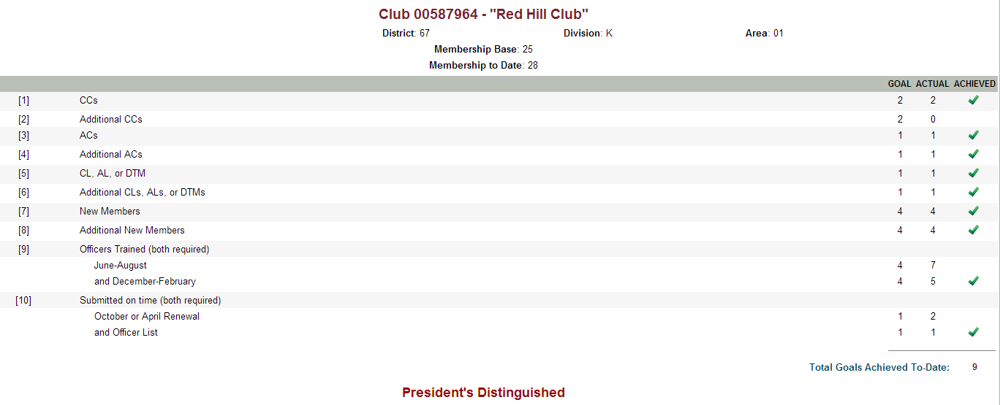 Club 00587964 - "Red Hill Club"
District: 67 Division: K Area: 01
Membership Base: 25
Membership to Date: 28
GOAL ACTUAL ACHIEVED
[1] CCs 2 2
[2] Additional CCs 2 0
[3] ACs 1 1
[4] Additional ACs 1 1
[5] CL, AL, or DTM 1 1
[6] Additional CLs, ALs, or DTMs 1 1
[7] New Members 4 4
[8] Additional New Members 4 4
[9] Officers Trained (both required)
June-August 4 7
and December-February 4 5
[10] Submitted on time (both required)
October or April Renewal 1 2
and Officer List 1 1
Total Goals Achieved To-Date: 9
President's Distinguished